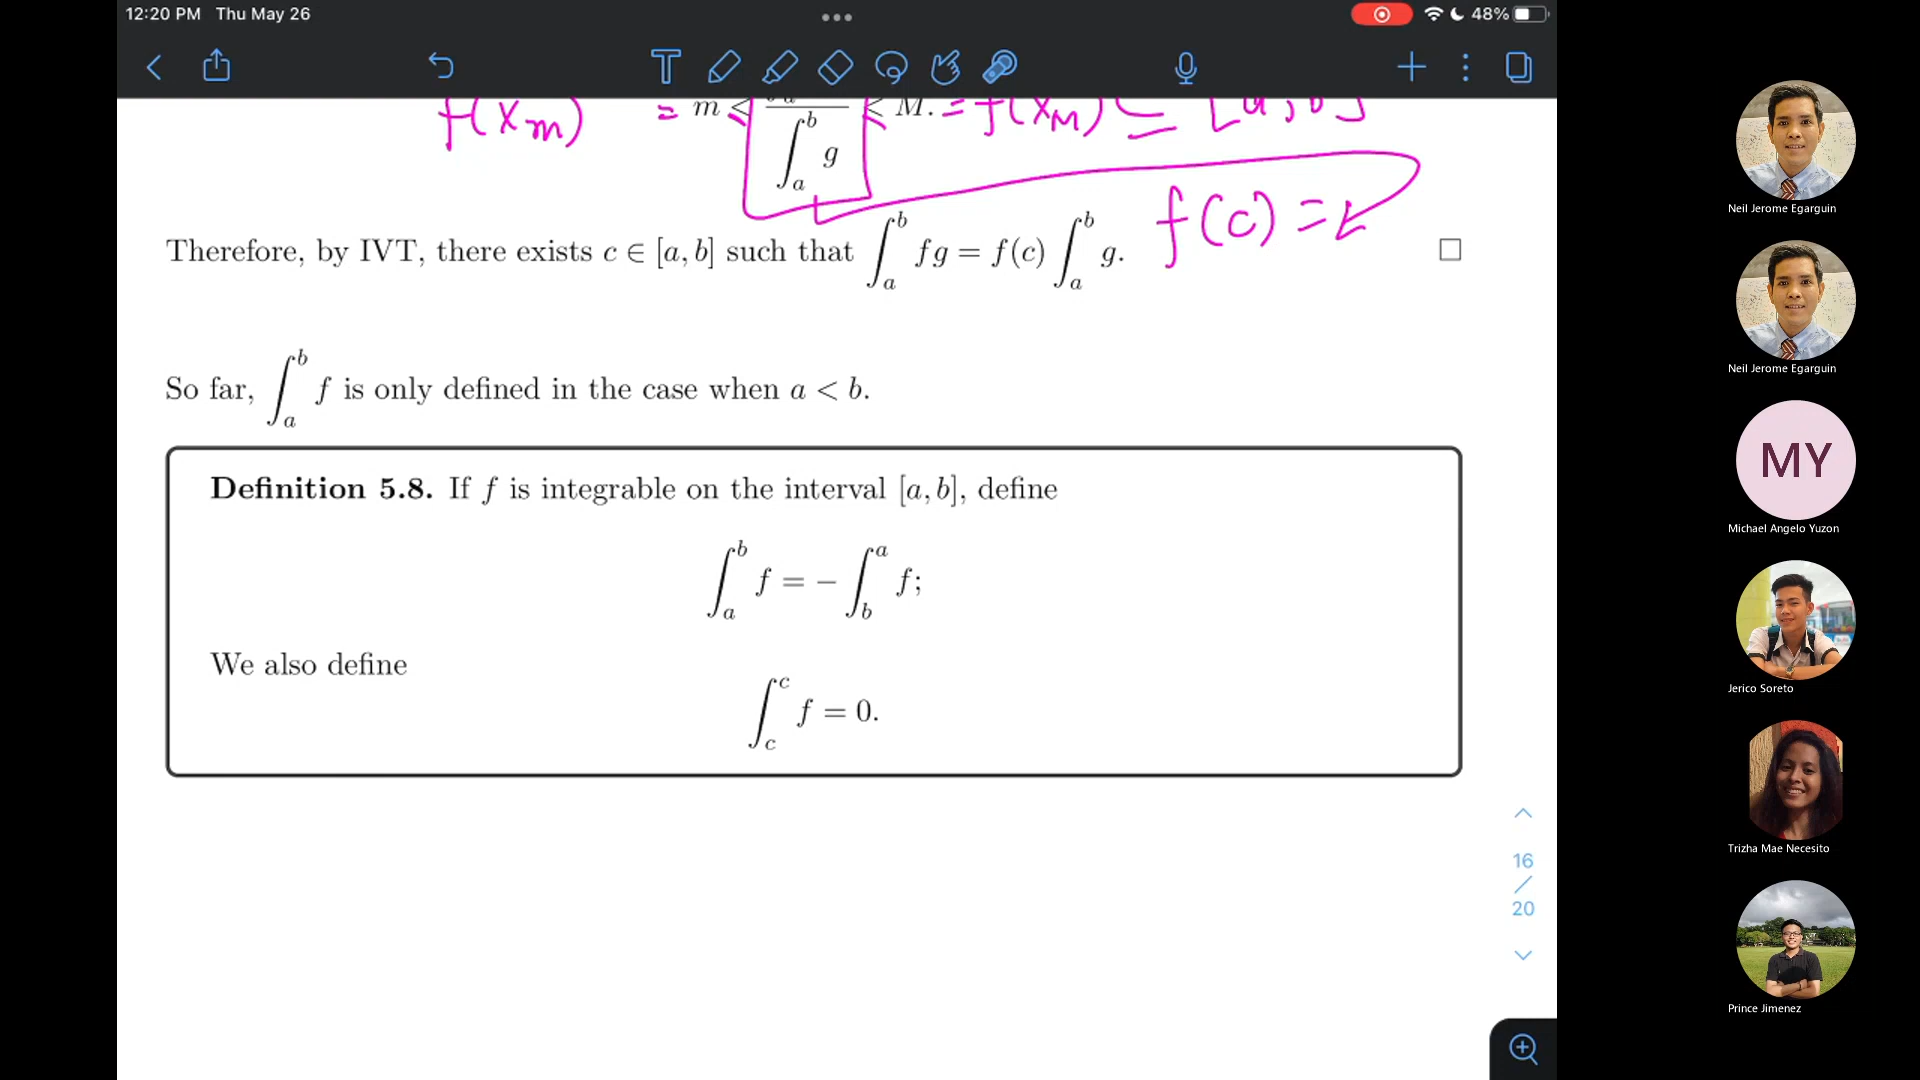 12:20 PM Thu May 26
48%
f(x_m) = m ≤ ∫_a^b g ≤ M. = f(x_M) [a, b]
Therefore, by IVT, there exists c ∈ [a, b] such that ∫_a^b fg = f(c) ∫_a^b g. f(c) = □
So far, ∫_a^b f is only defined in the case when a < b.
Definition 5.8. If f is integrable on the interval [a, b], define
∫_a^b f = − ∫_b^a f;
We also define
∫_c^c f = 0.
16
/
20
Neil Jerome Egarguin
Neil Jerome Egarguin
MY
Michael Angelo Yuzon
Jerico Soreto
Trizha Mae Necesito
Prince Jimenez